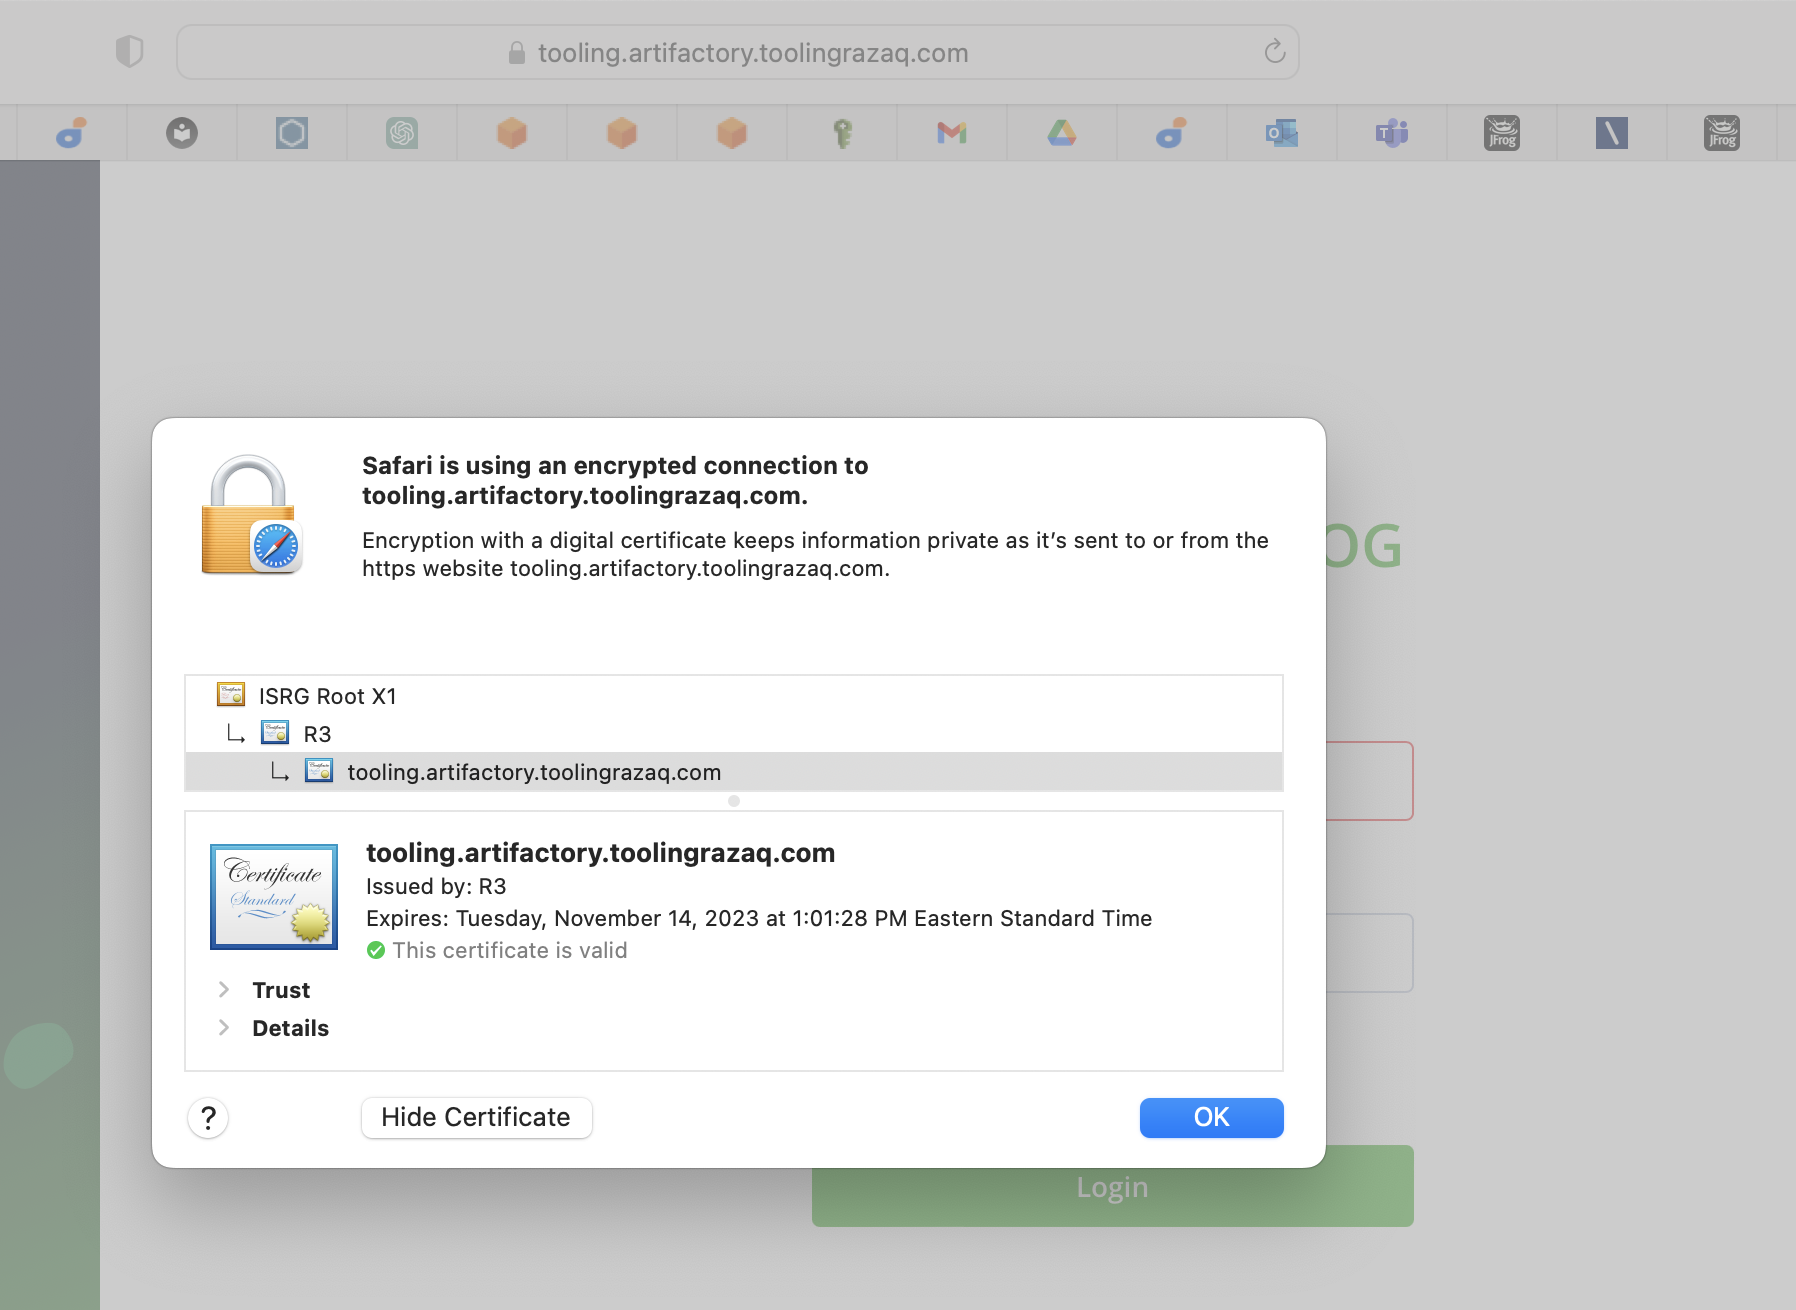 tooling.artifactory.toolingrazaq.com
JFrog
JFrog
OG
Safari is using an encrypted connection to
tooling.artifactory.toolingrazaq.com.
Encryption with a digital certificate keeps information private as it’s sent to or from the
https website tooling.artifactory.toolingrazaq.com.
ISRG Root X1
R3
tooling.artifactory.toolingrazaq.com
Certificate
Standard
tooling.artifactory.toolingrazaq.com
Issued by: R3
Expires: Tuesday, November 14, 2023 at 1:01:28 PM Eastern Standard Time
This certificate is valid
Trust
Details
?
Hide Certificate
OK
Login